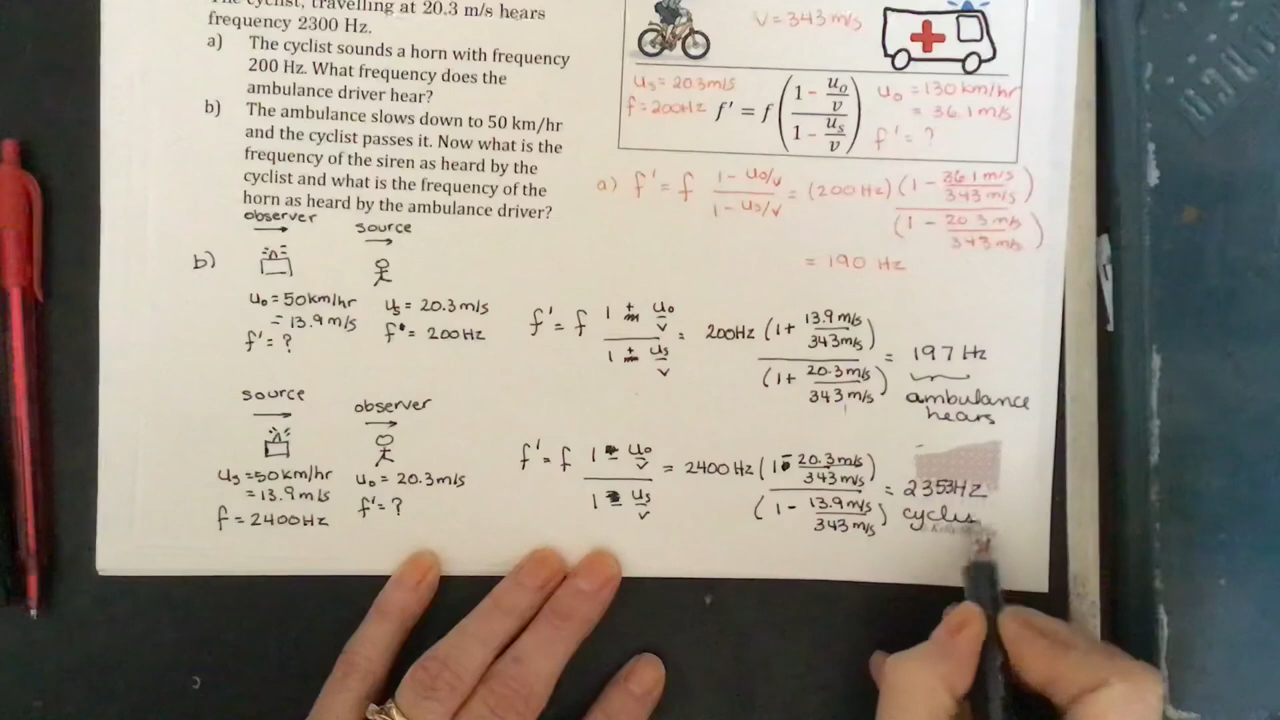 The cyclist, travelling at 20.3 m/s hears
frequency 2300 Hz.
a) The cyclist sounds a horn with frequency
200 Hz. What frequency does the
ambulance driver hear?
b) The ambulance slows down to 50 km/hr
and the cyclist passes it. Now what is the
frequency of the siren as heard by the
cyclist and what is the frequency of the
horn as heard by the ambulance driver?
V = 343 m/s
us = 20.3 m/s
f = 200 Hz
f' = f ( (1 - uo/v) / (1 - us/v) )
uo = 130 km/hr
= 36.1 m/s
f' = ?
a) f' = f (1 - uo/v) / (1 - us/v) = (200 Hz) (1 - 36.1 m/s / 343 m/s) / (1 - 20.3 m/s / 343 m/s)
= 190 Hz
b)
observer
source
uo = 50 km/hr
= 13.9 m/s
f' = ?
us = 20.3 m/s
f = 200 Hz
f' = f (1 + uo/v) / (1 + us/v) = 200 Hz (1 + 13.9 m/s / 343 m/s) / (1 + 20.3 m/s / 343 m/s) = 197 Hz
ambulance
hears
source
observer
us = 50 km/hr
= 13.9 m/s
f = 2400 Hz
uo = 20.3 m/s
f' = ?
f' = f (1 - uo/v) / (1 - us/v) = 2400 Hz (1 - 20.3 m/s / 343 m/s) / (1 - 13.9 m/s / 343 m/s) = 2353 Hz
cyclis